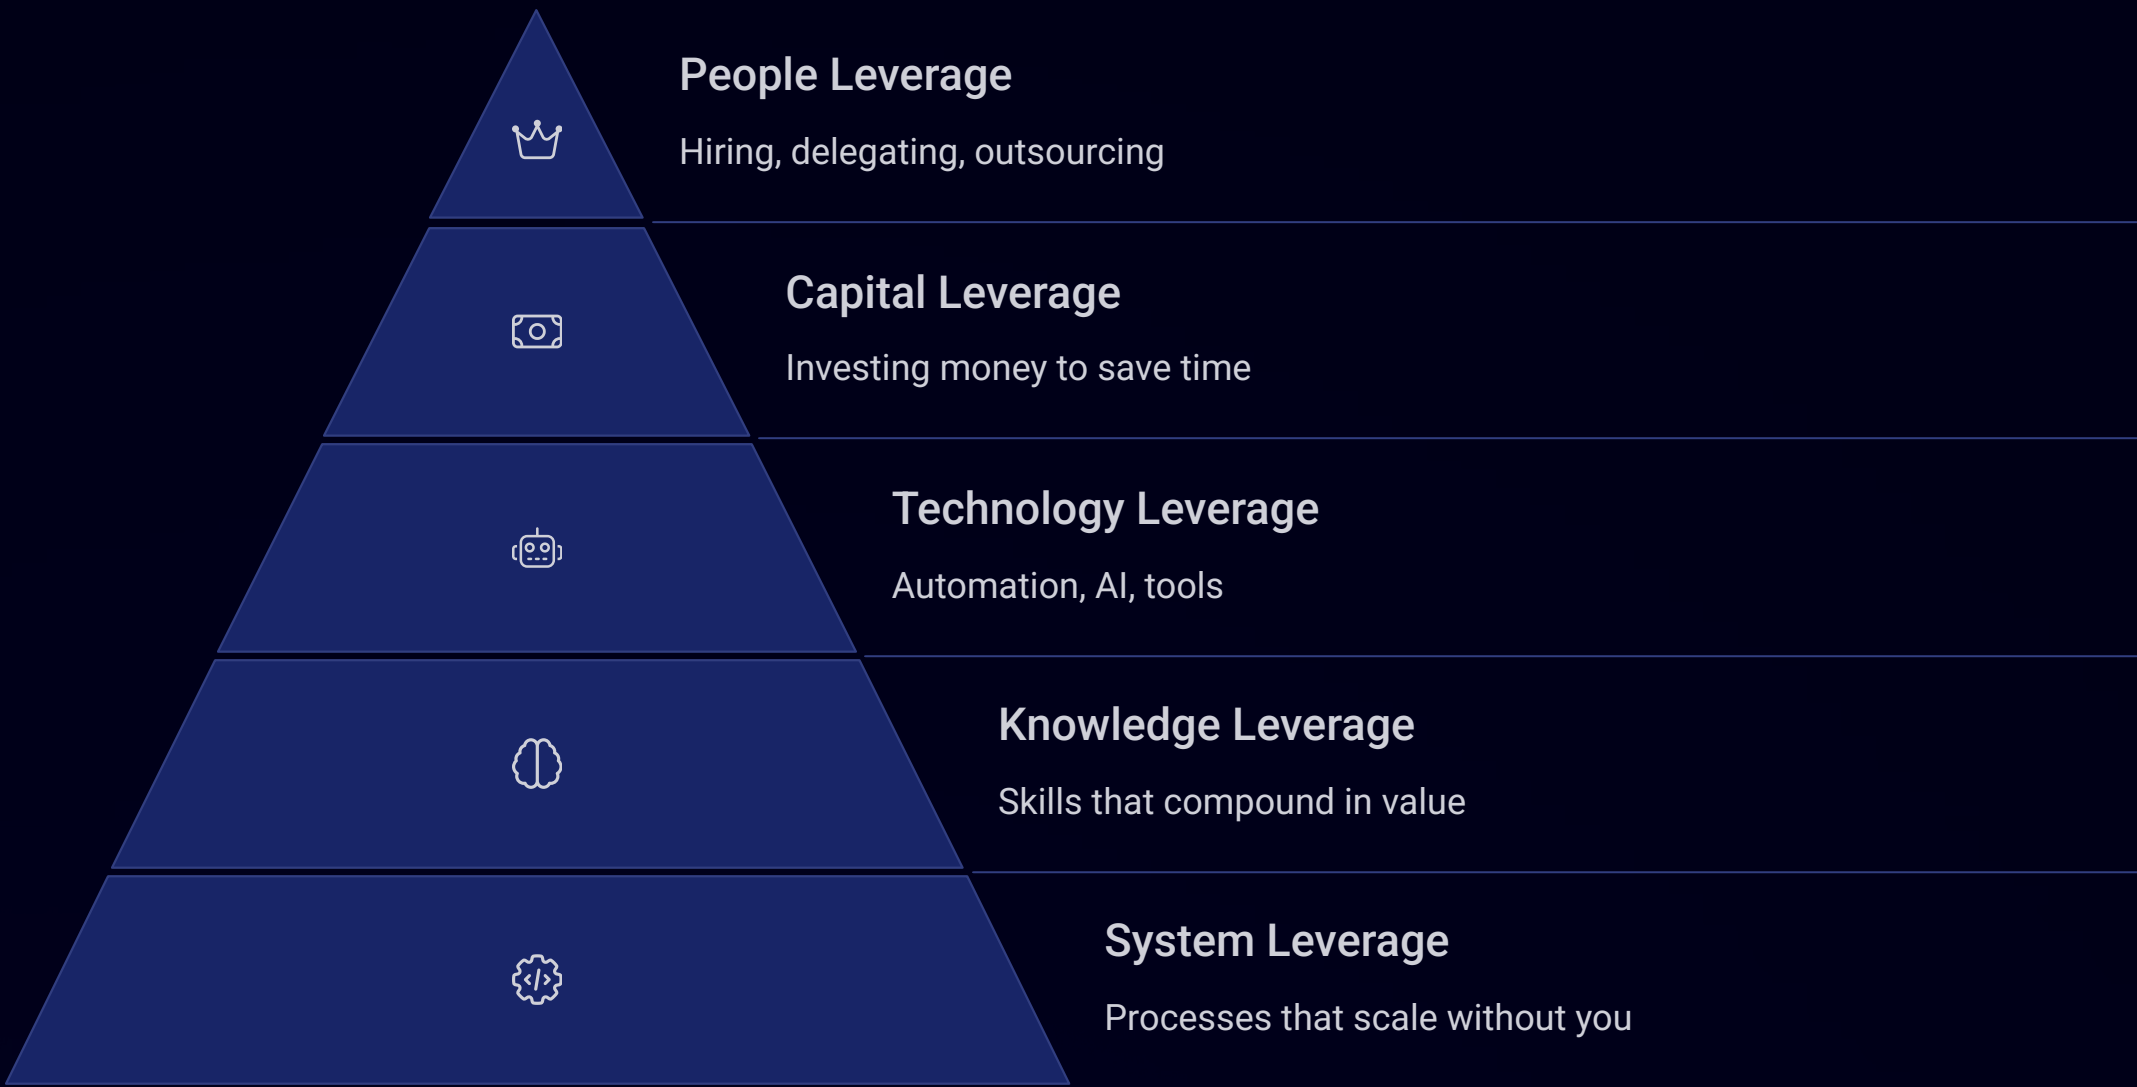 People Leverage
Hiring, delegating, outsourcing
Capital Leverage
Investing money to save time
Technology Leverage
Automation, AI, tools
Knowledge Leverage
Skills that compound in value
System Leverage
Processes that scale without you